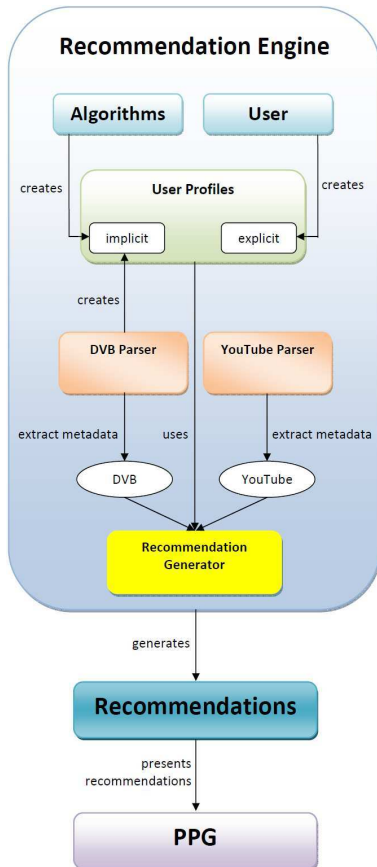 Recommendation Engine
Algorithms
User
creates
creates
User Profiles
implicit
explicit
creates
DVB Parser
YouTube Parser
extract metadata
uses
extract metadata
DVB
YouTube
Recommendation
Generator
generates
Recommendations
presents
recommendations
PPG